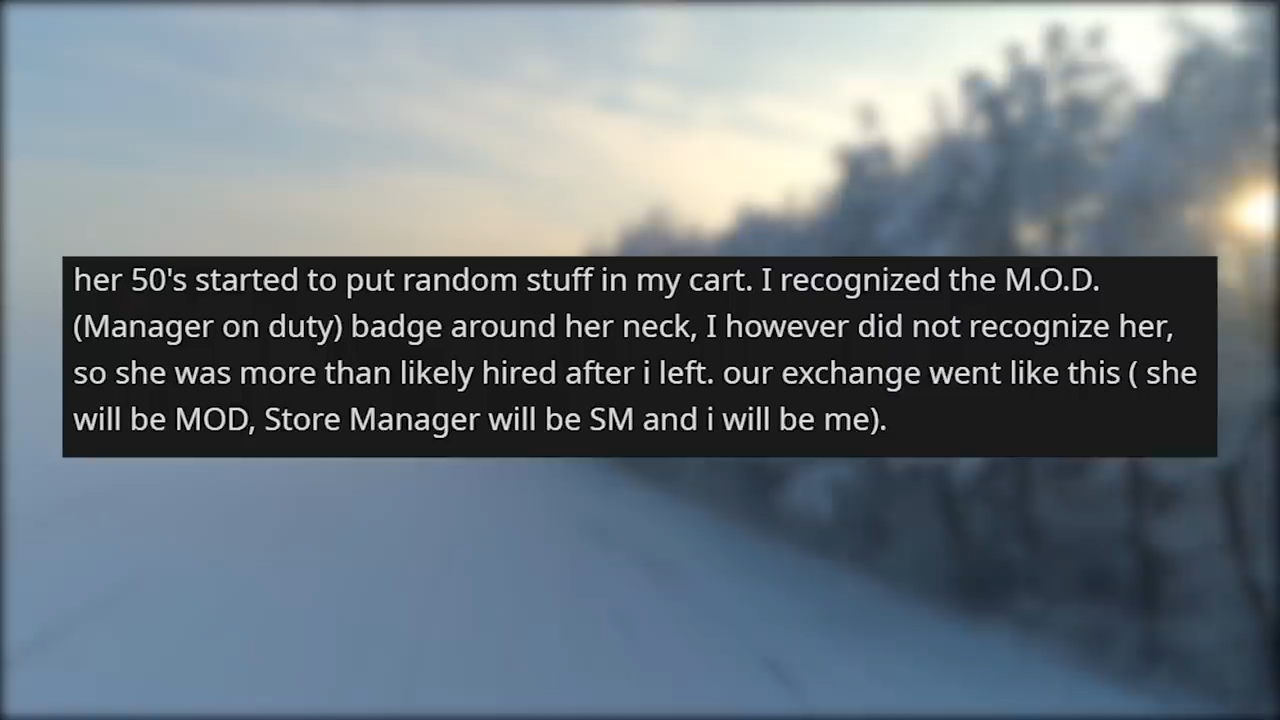 her 50's started to put random stuff in my cart. I recognized the M.O.D.
(Manager on duty) badge around her neck, I however did not recognize her,
so she was more than likely hired after i left. our exchange went like this ( she
will be MOD, Store Manager will be SM and i will be me).